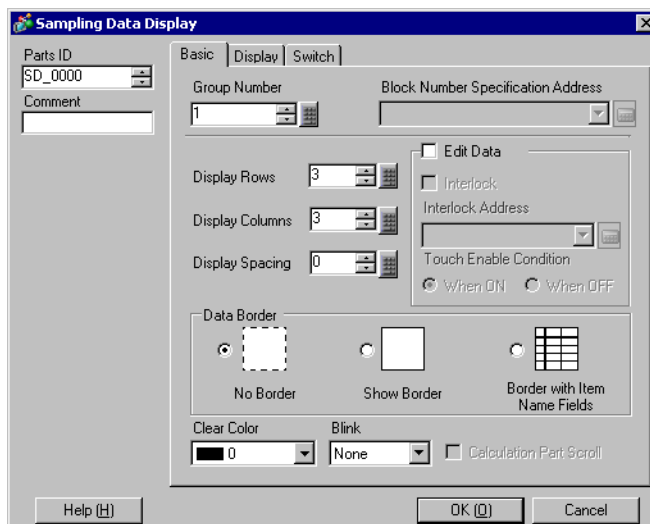 Sampling Data Display
Parts ID
SD_0000
Comment
Basic Display Switch
Group Number
1
Block Number Specification Address
Display Rows 3
Display Columns 3
Display Spacing 0
Edit Data
Interlock
Interlock Address
Touch Enable Condition
When ON When OFF
Data Border
No Border
Show Border
Border with Item
Name Fields
Clear Color
0
Blink
None
Calculation Part Scroll
Help (H)
OK (O)
Cancel